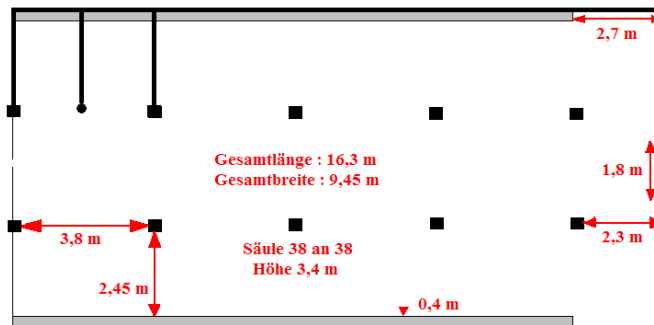 2,7 m
Gesamtlänge : 16,3 m
Gesamtbreite : 9,45 m
1,8 m
3,8 m
2,3 m
Säule 38 an 38
Höhe 3,4 m
2,45 m
0,4 m